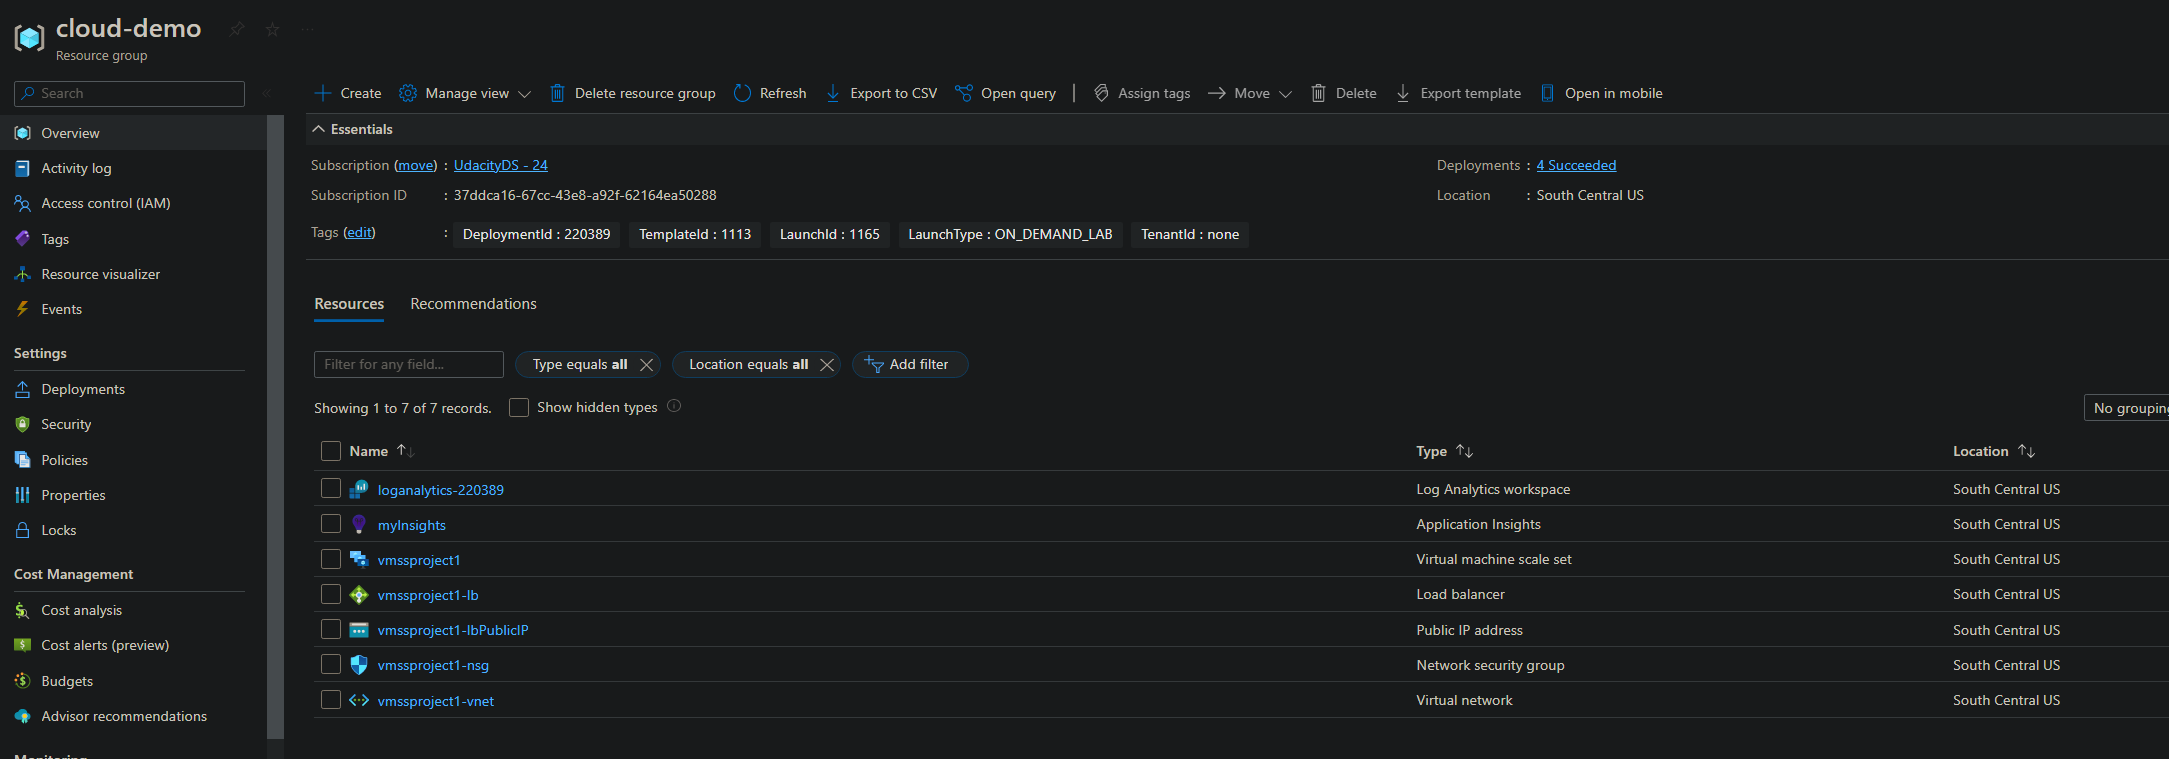 cloud-demo
Resource group
Search
Create Manage view Delete resource group Refresh Export to CSV Open query Assign tags Move Delete Export template Open in mobile
Overview
Activity log
Access control (IAM)
Tags
Resource visualizer
Events
Settings
Deployments
Security
Policies
Properties
Locks
Cost Management
Cost analysis
Cost alerts (preview)
Budgets
Advisor recommendations
Monitoring
Essentials
Subscription (move) : UdacityDS - 24
Subscription ID : 37ddca16-67cc-43e8-a92f-62164ea50288
Tags (edit) : DeploymentId : 220389 TemplateId : 1113 LaunchId : 1165 LaunchType : ON_DEMAND_LAB TenantId : none
Deployments : 4 Succeeded
Location : South Central US
Resources Recommendations
Filter for any field... Type equals all Location equals all Add filter
Showing 1 to 7 of 7 records. Show hidden types No grouping
Name Type Location
loganalytics-220389 Log Analytics workspace South Central US
myInsights Application Insights South Central US
vmssproject1 Virtual machine scale set South Central US
vmssproject1-lb Load balancer South Central US
vmssproject1-lbPublicIP Public IP address South Central US
vmssproject1-nsg Network security group South Central US
vmssproject1-vnet Virtual network South Central US